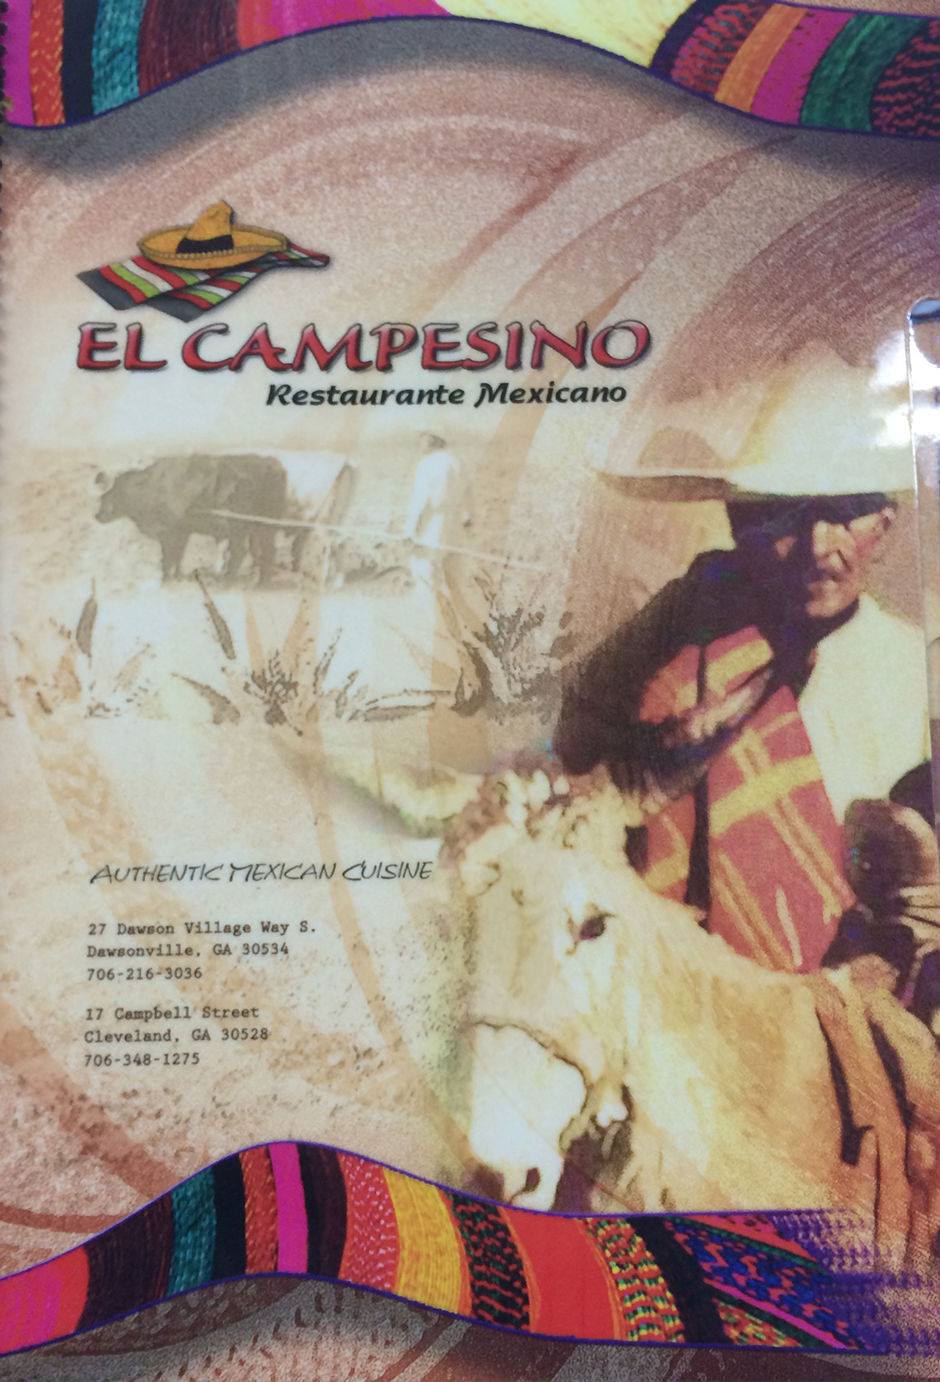 EL CAMPESINO
Restaurante Mexicano
AUTHENTIC MEXICAN CUISINE
27 Dawson Village Way S.
Dawsonville, GA 30534
706-216-3036
17 Campbell Street
Cleveland, GA 30528
706-348-1275